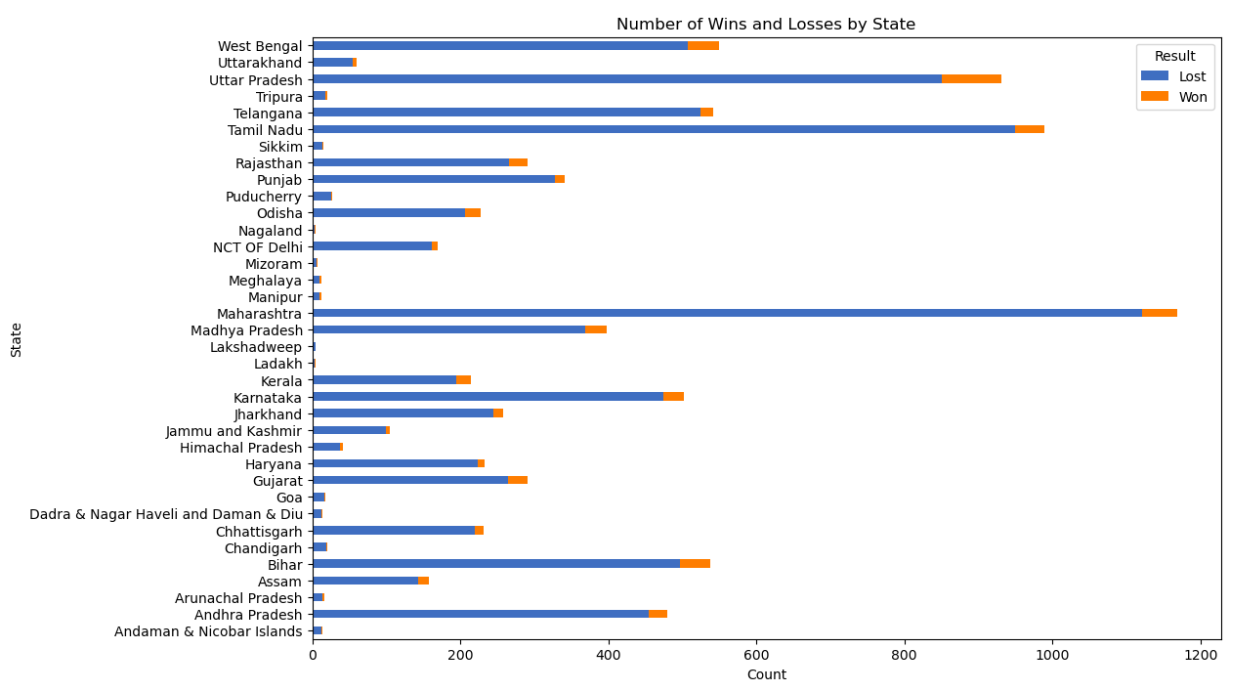 Number of Wins and Losses by State
West Bengal
Uttarakhand
Uttar Pradesh
Tripura
Telangana
Tamil Nadu
Sikkim
Rajasthan
Punjab
Puducherry
Odisha
Nagaland
NCT OF Delhi
Mizoram
Meghalaya
Manipur
Maharashtra
Madhya Pradesh
Lakshadweep
Ladakh
Kerala
Karnataka
Jharkhand
Jammu and Kashmir
Himachal Pradesh
Haryana
Gujarat
Goa
Dadra & Nagar Haveli and Daman & Diu
Chhattisgarh
Chandigarh
Bihar
Assam
Arunachal Pradesh
Andhra Pradesh
Andaman & Nicobar Islands
State
Result
Lost
Won
0 200 400 600 800 1000 1200
Count